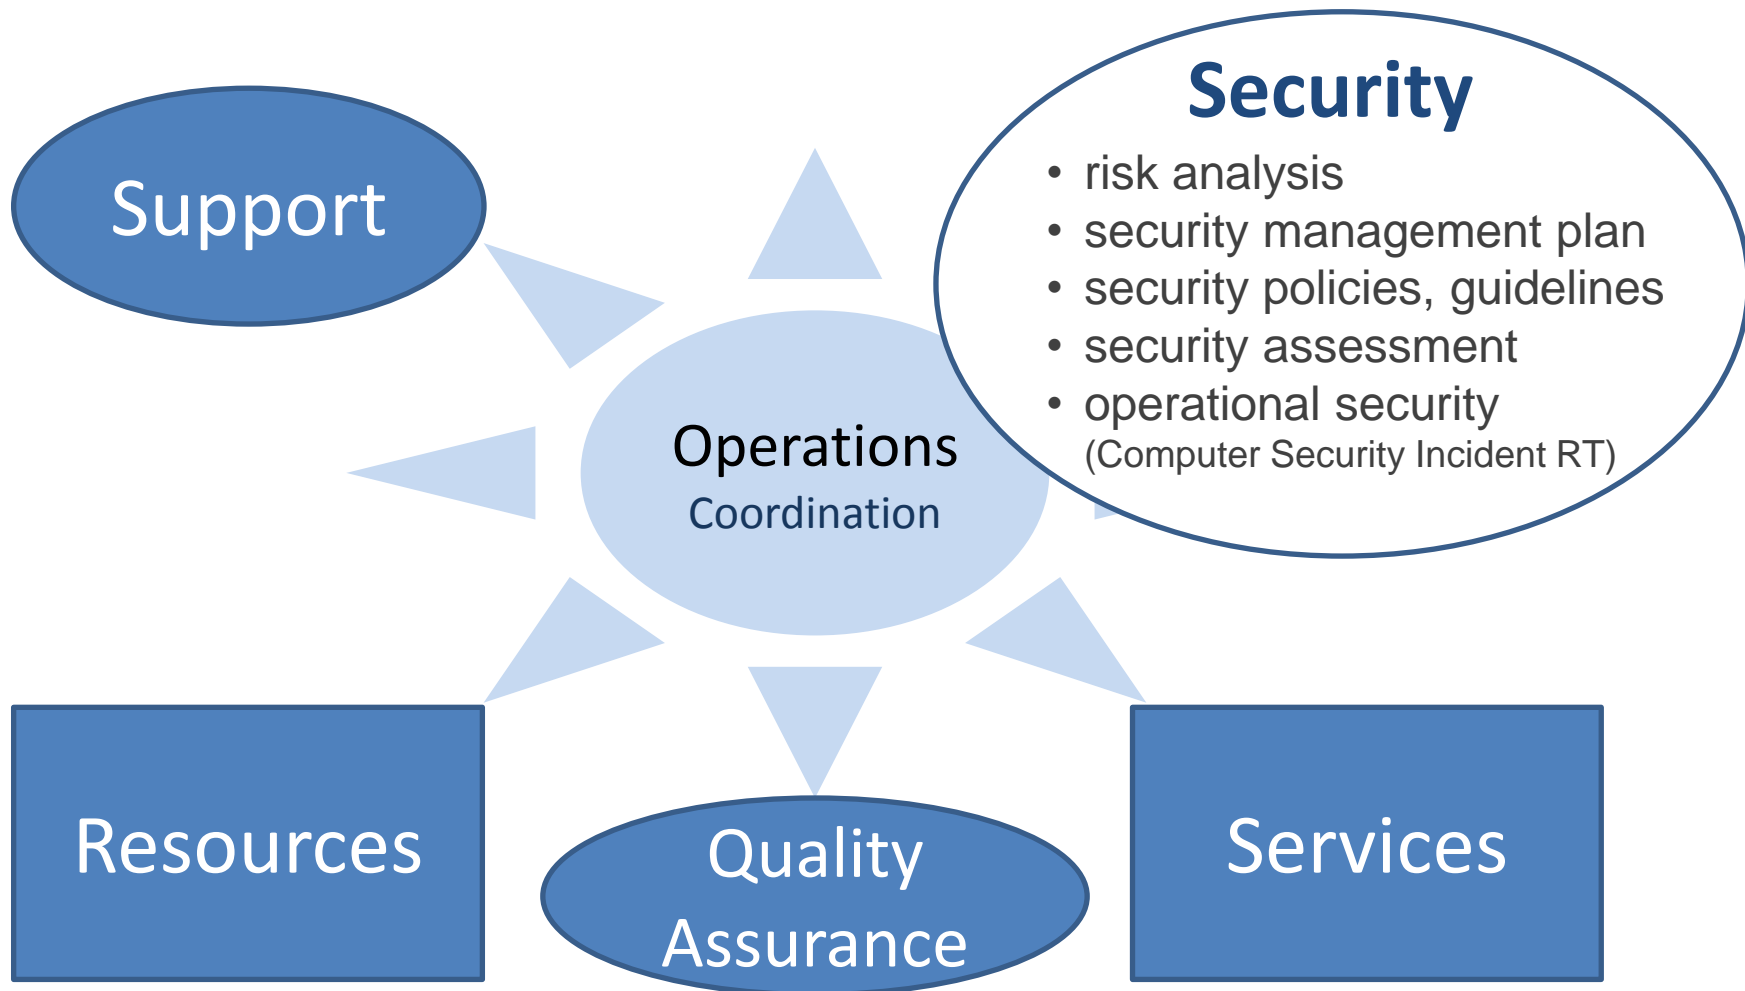 Security
• risk analysis
• security management plan
• security policies, guidelines
• security assessment
• operational security
(Computer Security Incident RT)
Support
Operations
Coordination
Resources
Quality
Assurance
Services